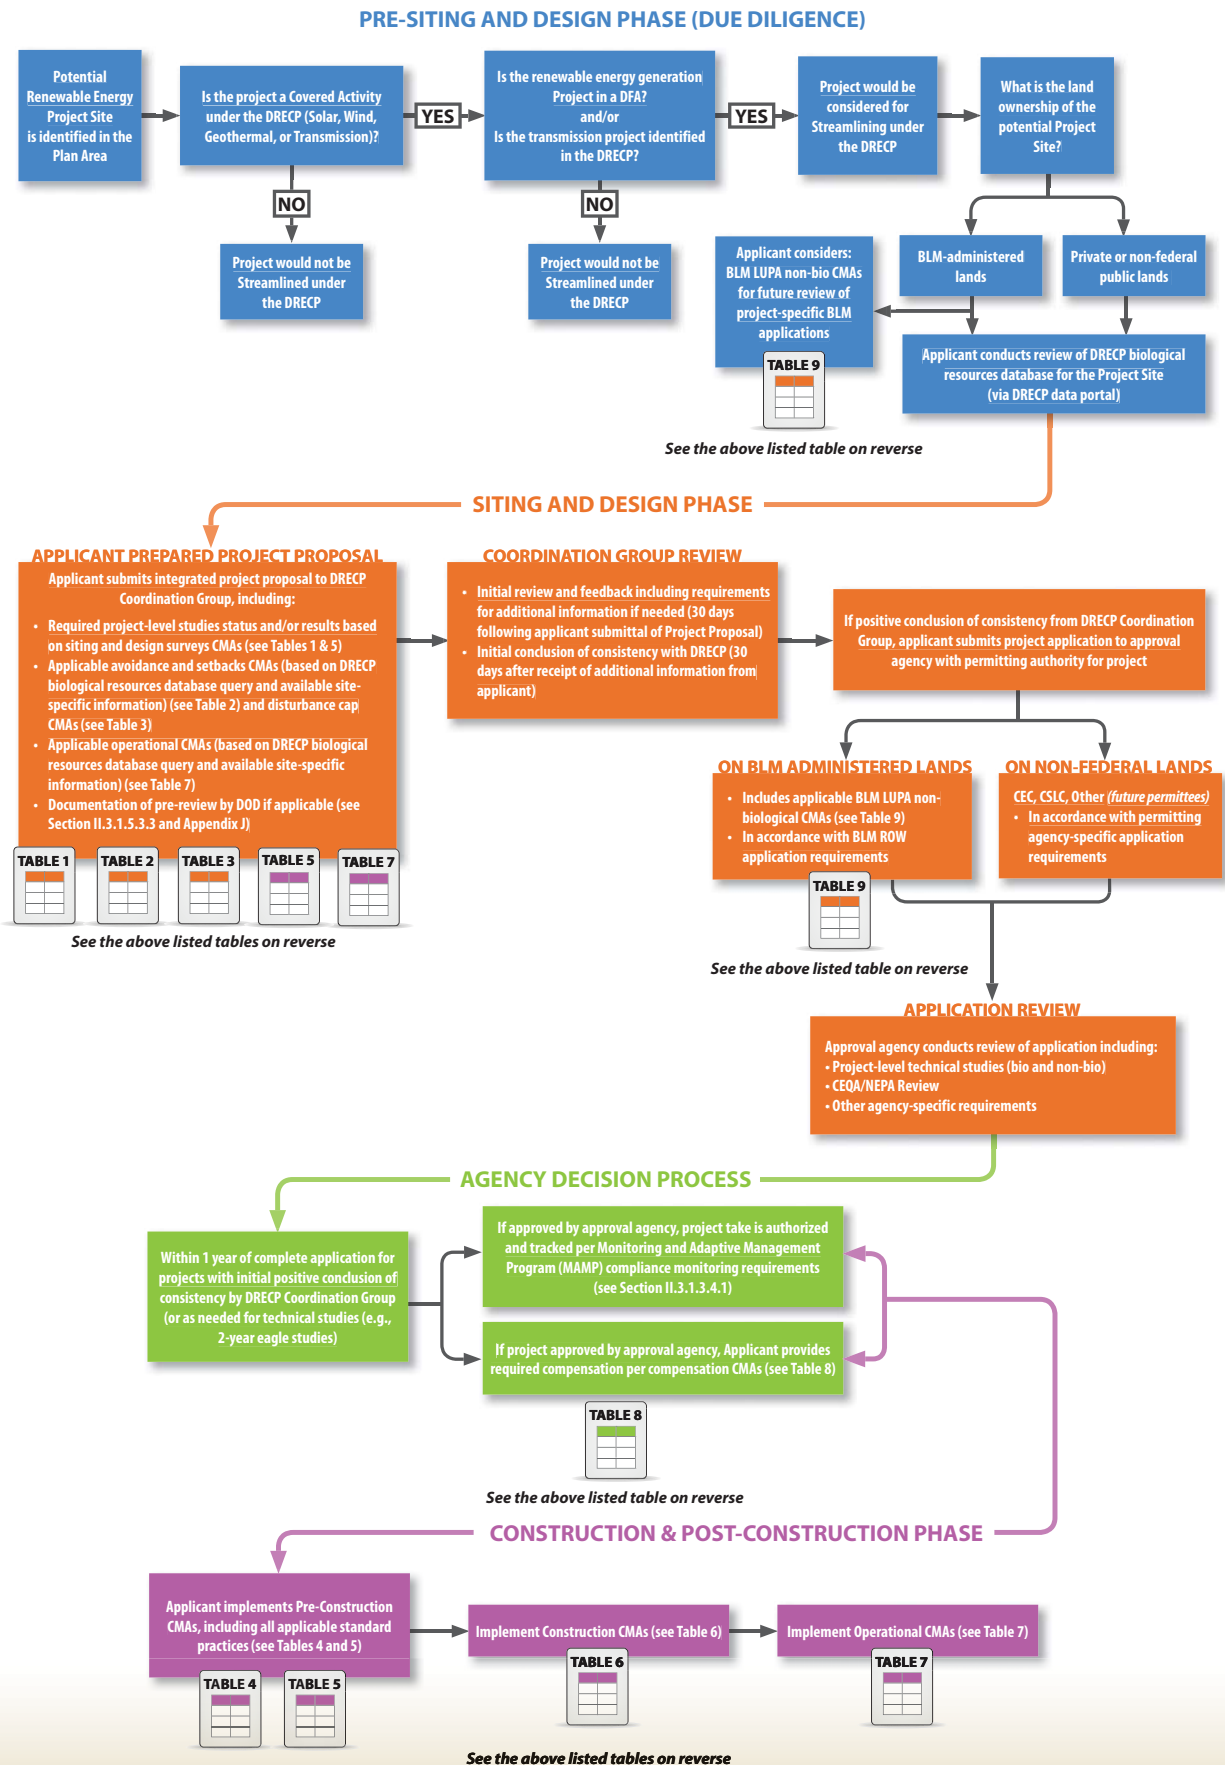 PRE-SITING AND DESIGN PHASE (DUE DILIGENCE)
Potential
Renewable Energy
Project Site
is identified in the
Plan Area
Is the project a Covered Activity
under the DRECP (Solar, Wind,
Geothermal, or Transmission)?
YES
NO
Project would not be
Streamlined under
the DRECP
Is the renewable energy generation
Project in a DFA?
and/or
Is the transmission project identified
in the DRECP?
YES
NO
Project would not be
Streamlined under
the DRECP
Project would be
considered for
Streamlining under
the DRECP
What is the land
ownership of the
potential Project
Site?
BLM-administered
lands
Private or non-federal
public lands
Applicant considers:
BLM LUPA non-bio CMAs
for future review of
project-specific BLM
applications
TABLE 9
See the above listed table on reverse
Applicant conducts review of DRECP biological
resources database for the Project Site
(via DRECP data portal)
SITING AND DESIGN PHASE
APPLICANT PREPARED PROJECT PROPOSAL
Applicant submits integrated project proposal to DRECP
Coordination Group, including:
• Required project-level studies status and/or results based
on siting and design surveys CMAs (see Tables 1 & 5)
• Applicable avoidance and setbacks CMAs (based on DRECP
biological resources database query and available site-
specific information) (see Table 2) and disturbance cap
CMAs (see Table 3)
• Applicable operational CMAs (based on DRECP biological
resources database query and available site-specific
information) (see Table 7)
• Documentation of pre-review by DOD if applicable (see
Section II.3.1.5.3.3 and Appendix J)
TABLE 1
TABLE 2
TABLE 3
TABLE 5
TABLE 7
See the above listed tables on reverse
COORDINATION GROUP REVIEW
• Initial review and feedback including requirements
for additional information if needed (30 days
following applicant submittal of Project Proposal)
• Initial conclusion of consistency with DRECP (30
days after receipt of additional information from
applicant)
If positive conclusion of consistency from DRECP Coordination
Group, applicant submits project application to approval
agency with permitting authority for project
ON BLM ADMINISTERED LANDS
• Includes applicable BLM LUPA non-
biological CMAs (see Table 9)
• In accordance with BLM ROW
application requirements
TABLE 9
See the above listed table on reverse
ON NON-FEDERAL LANDS
CEC, CSLC, Other (future permittees)
• In accordance with permitting
agency-specific application
requirements
APPLICATION REVIEW
Approval agency conducts review of application including:
• Project-level technical studies (bio and non-bio)
• CEQA/NEPA Review
• Other agency-specific requirements
AGENCY DECISION PROCESS
Within 1 year of complete application for
projects with initial positive conclusion of
consistency by DRECP Coordination Group
(or as needed for technical studies (e.g.,
2-year eagle studies)
If approved by approval agency, project take is authorized
and tracked per Monitoring and Adaptive Management
Program (MAMP) compliance monitoring requirements
(see Section II.3.1.3.4.1)
If project approved by approval agency, Applicant provides
required compensation per compensation CMAs (see Table 8)
TABLE 8
See the above listed table on reverse
CONSTRUCTION & POST-CONSTRUCTION PHASE
Applicant implements Pre-Construction
CMAs, including all applicable standard
practices (see Tables 4 and 5)
TABLE 4
TABLE 5
Implement Construction CMAs (see Table 6)
TABLE 6
Implement Operational CMAs (see Table 7)
TABLE 7
See the above listed tables on reverse